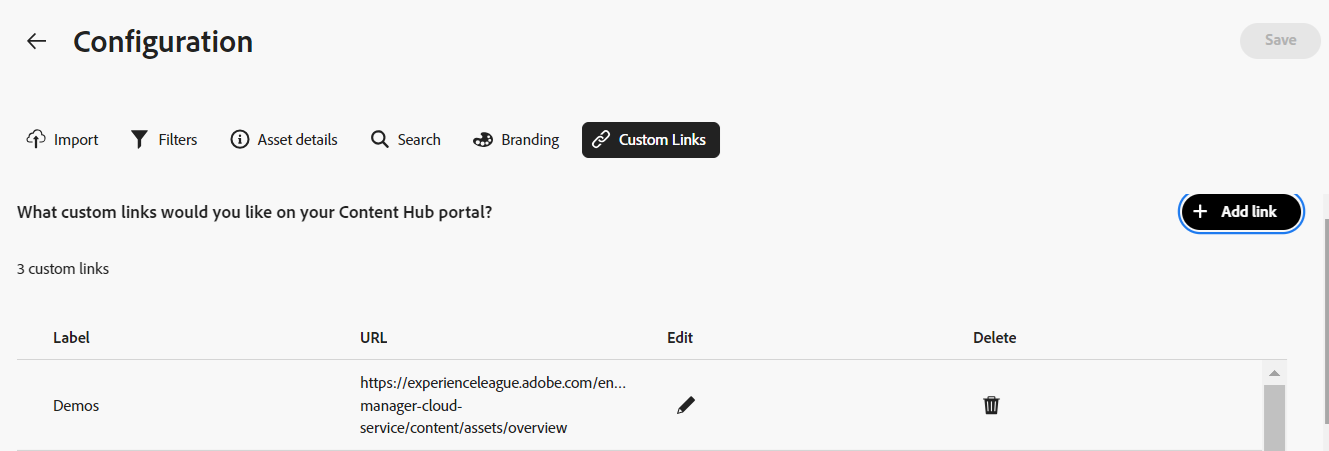 Configuration
Save
Import
Filters
Asset details
Search
Branding
Custom Links
What custom links would you like on your Content Hub portal?
Add link
3 custom links
Label
URL
Edit
Delete
Demos
https://experienceleague.adobe.com/en…
manager-cloud-
service/content/assets/overview